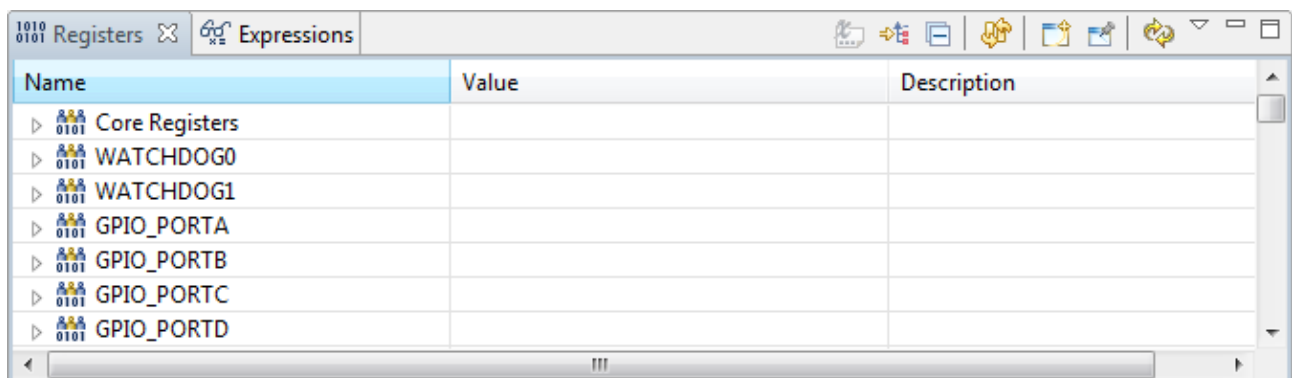 Registers Expressions
Name Value Description
Core Registers
WATCHDOG0
WATCHDOG1
GPIO_PORTA
GPIO_PORTB
GPIO_PORTC
GPIO_PORTD